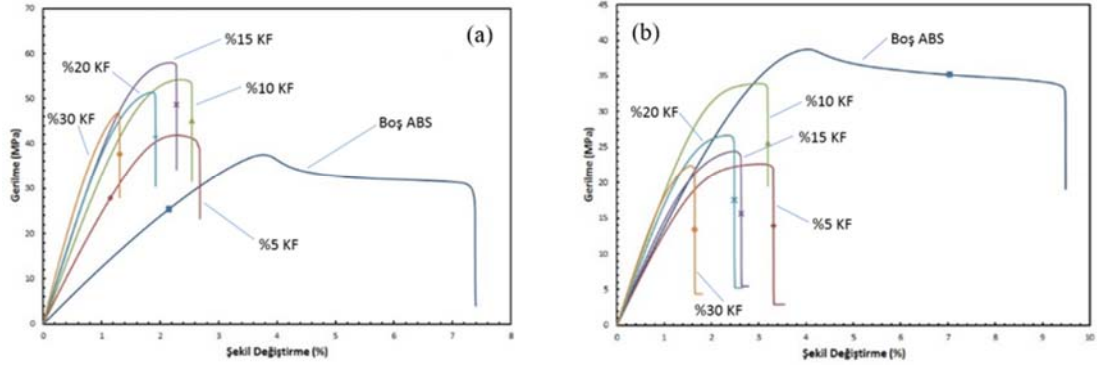 (a)
70
60
50
40
30
20
10
0
Gerilme (MPa)
%15 KF
%20 KF
%10 KF
%30 KF
Boş ABS
%5 KF
0 1 2 3 4 5 6 7 8
Şekil Değiştirme (%)
(b)
45
40
35
30
25
20
15
10
5
0
Gerilme (MPa)
Boş ABS
%20 KF
%10 KF
%15 KF
%5 KF
%30 KF
0 1 2 3 4 5 6 7 8 9 10
Şekil Değiştirme (%)